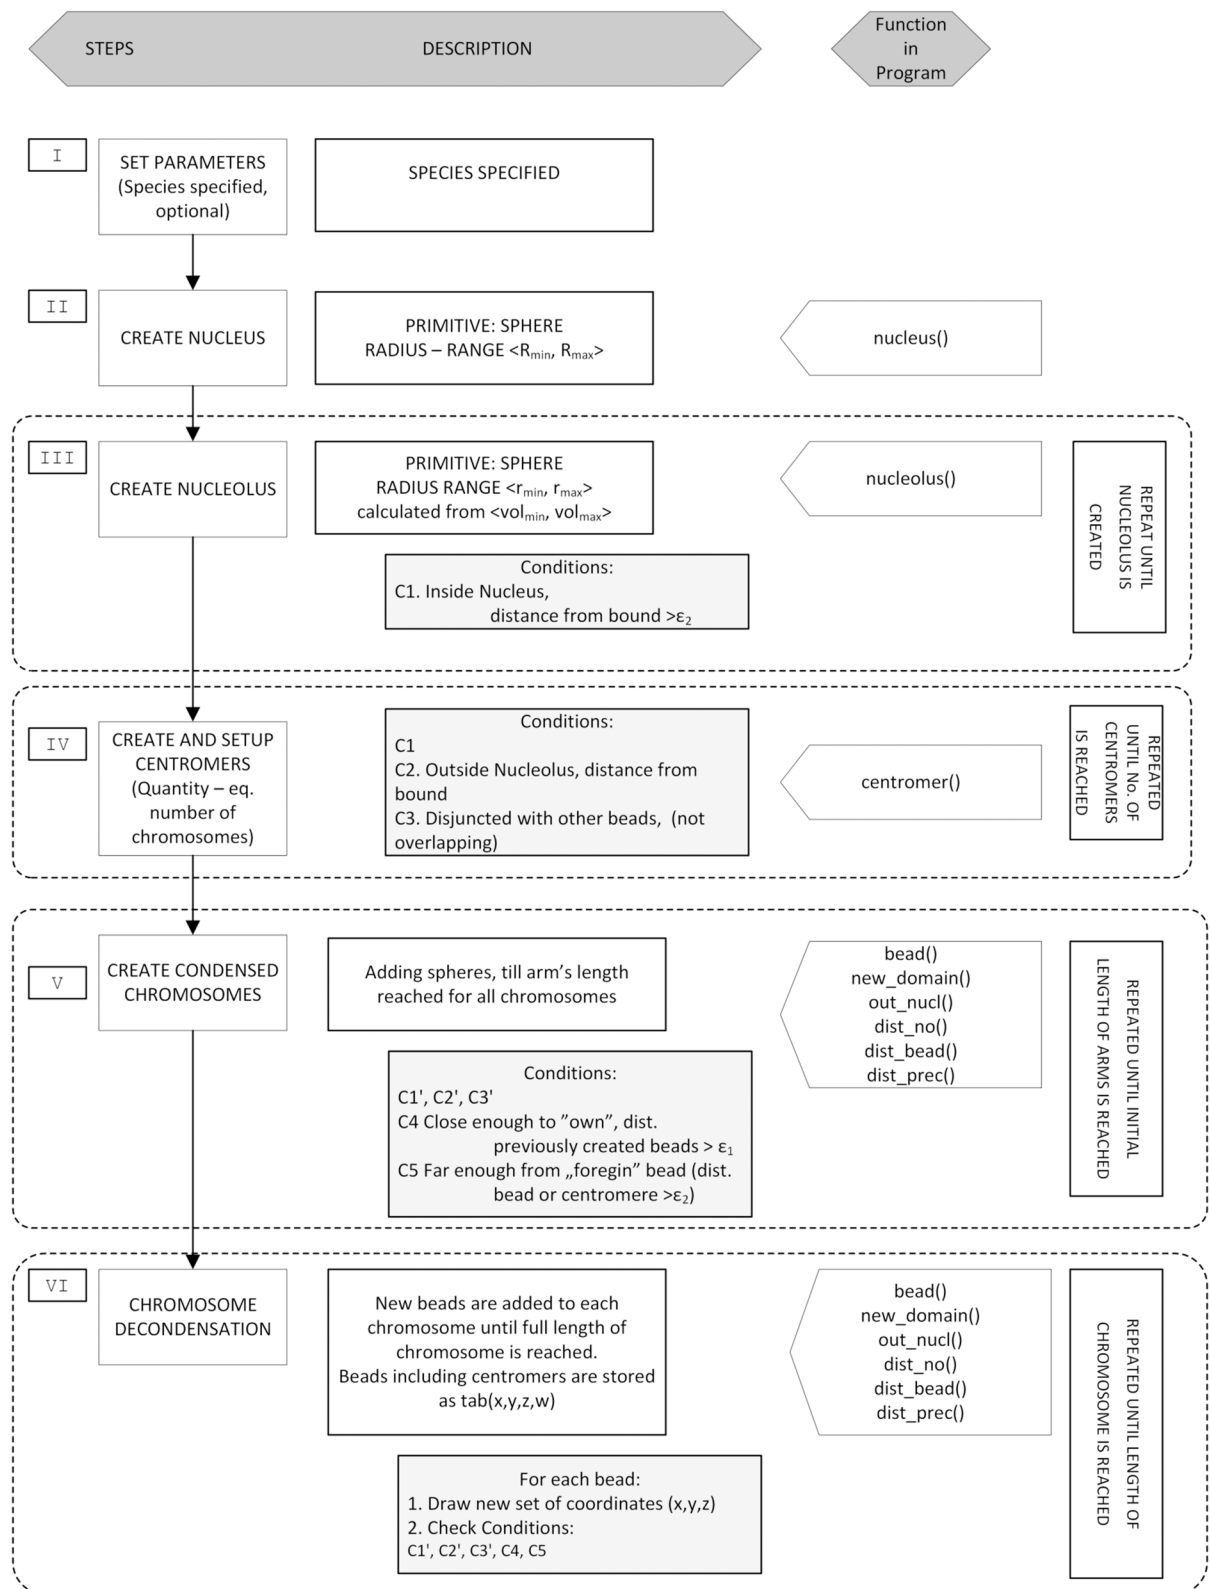 STEPS
DESCRIPTION
Function
in
Program
I
SET PARAMETERS
(Species specified,
optional)
SPECIES SPECIFIED
II
CREATE NUCLEUS
PRIMITIVE: SPHERE
RADIUS – RANGE <Rmin, Rmax>
nucleus()
III
CREATE NUCLEOLUS
PRIMITIVE: SPHERE
RADIUS RANGE <rmin, rmax>
calculated from <volmin, volmax>
Conditions:
C1. Inside Nucleus,
distance from bound >ε2
nucleolus()
REPEAT UNTIL
NUCLEOLUS IS
CREATED
IV
CREATE AND SETUP
CENTROMERS
(Quantity – eq.
number of
chromosomes)
Conditions:
C1
C2. Outside Nucleolus, distance from
bound
C3. Disjuncted with other beads,  (not
overlapping)
centromer()
REPEATED
UNTIL No. OF
CENTROMERS
IS REACHED
V
CREATE CONDENSED
CHROMOSOMES
Adding spheres, till arm’s length
reached for all chromosomes
Conditions:
C1', C2', C3'
C4 Close enough to ”own”, dist.
previously created beads > ε1
C5 Far enough from „foregin” bead (dist.
bead or centromere >ε2)
bead()
new_domain()
out_nucl()
dist_no()
dist_bead()
dist_prec()
REPEATED UNTIL INITIAL
LENGTH OF ARMS IS REACHED
VI
CHROMOSOME
DECONDENSATION
New beads are added to each
chromosome until full length of
chromosome is reached.
Beads including centromers are stored
as tab(x,y,z,w)
For each bead:
1. Draw new set of coordinates (x,y,z)
2. Check Conditions:
C1', C2', C3', C4, C5
bead()
new_domain()
out_nucl()
dist_no()
dist_bead()
dist_prec()
REPEATED UNTIL LENGTH OF
CHROMOSOME IS REACHED